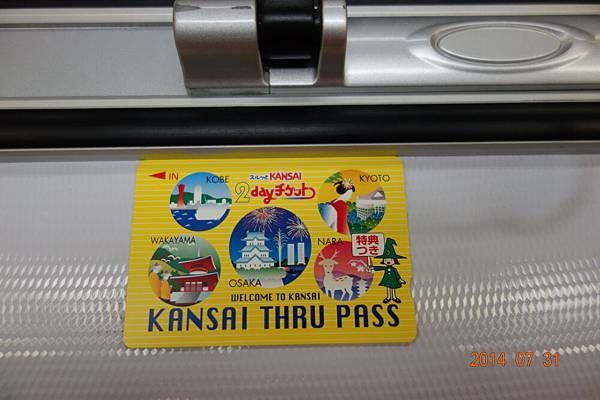 IN
KOBE
スルッとKANSAI
2dayチケット
KYOTO
WAKAYAMA
OSAKA
NARA
特典
つき
WELCOME TO KANSAI
KANSAI THRU PASS
2014 07 31